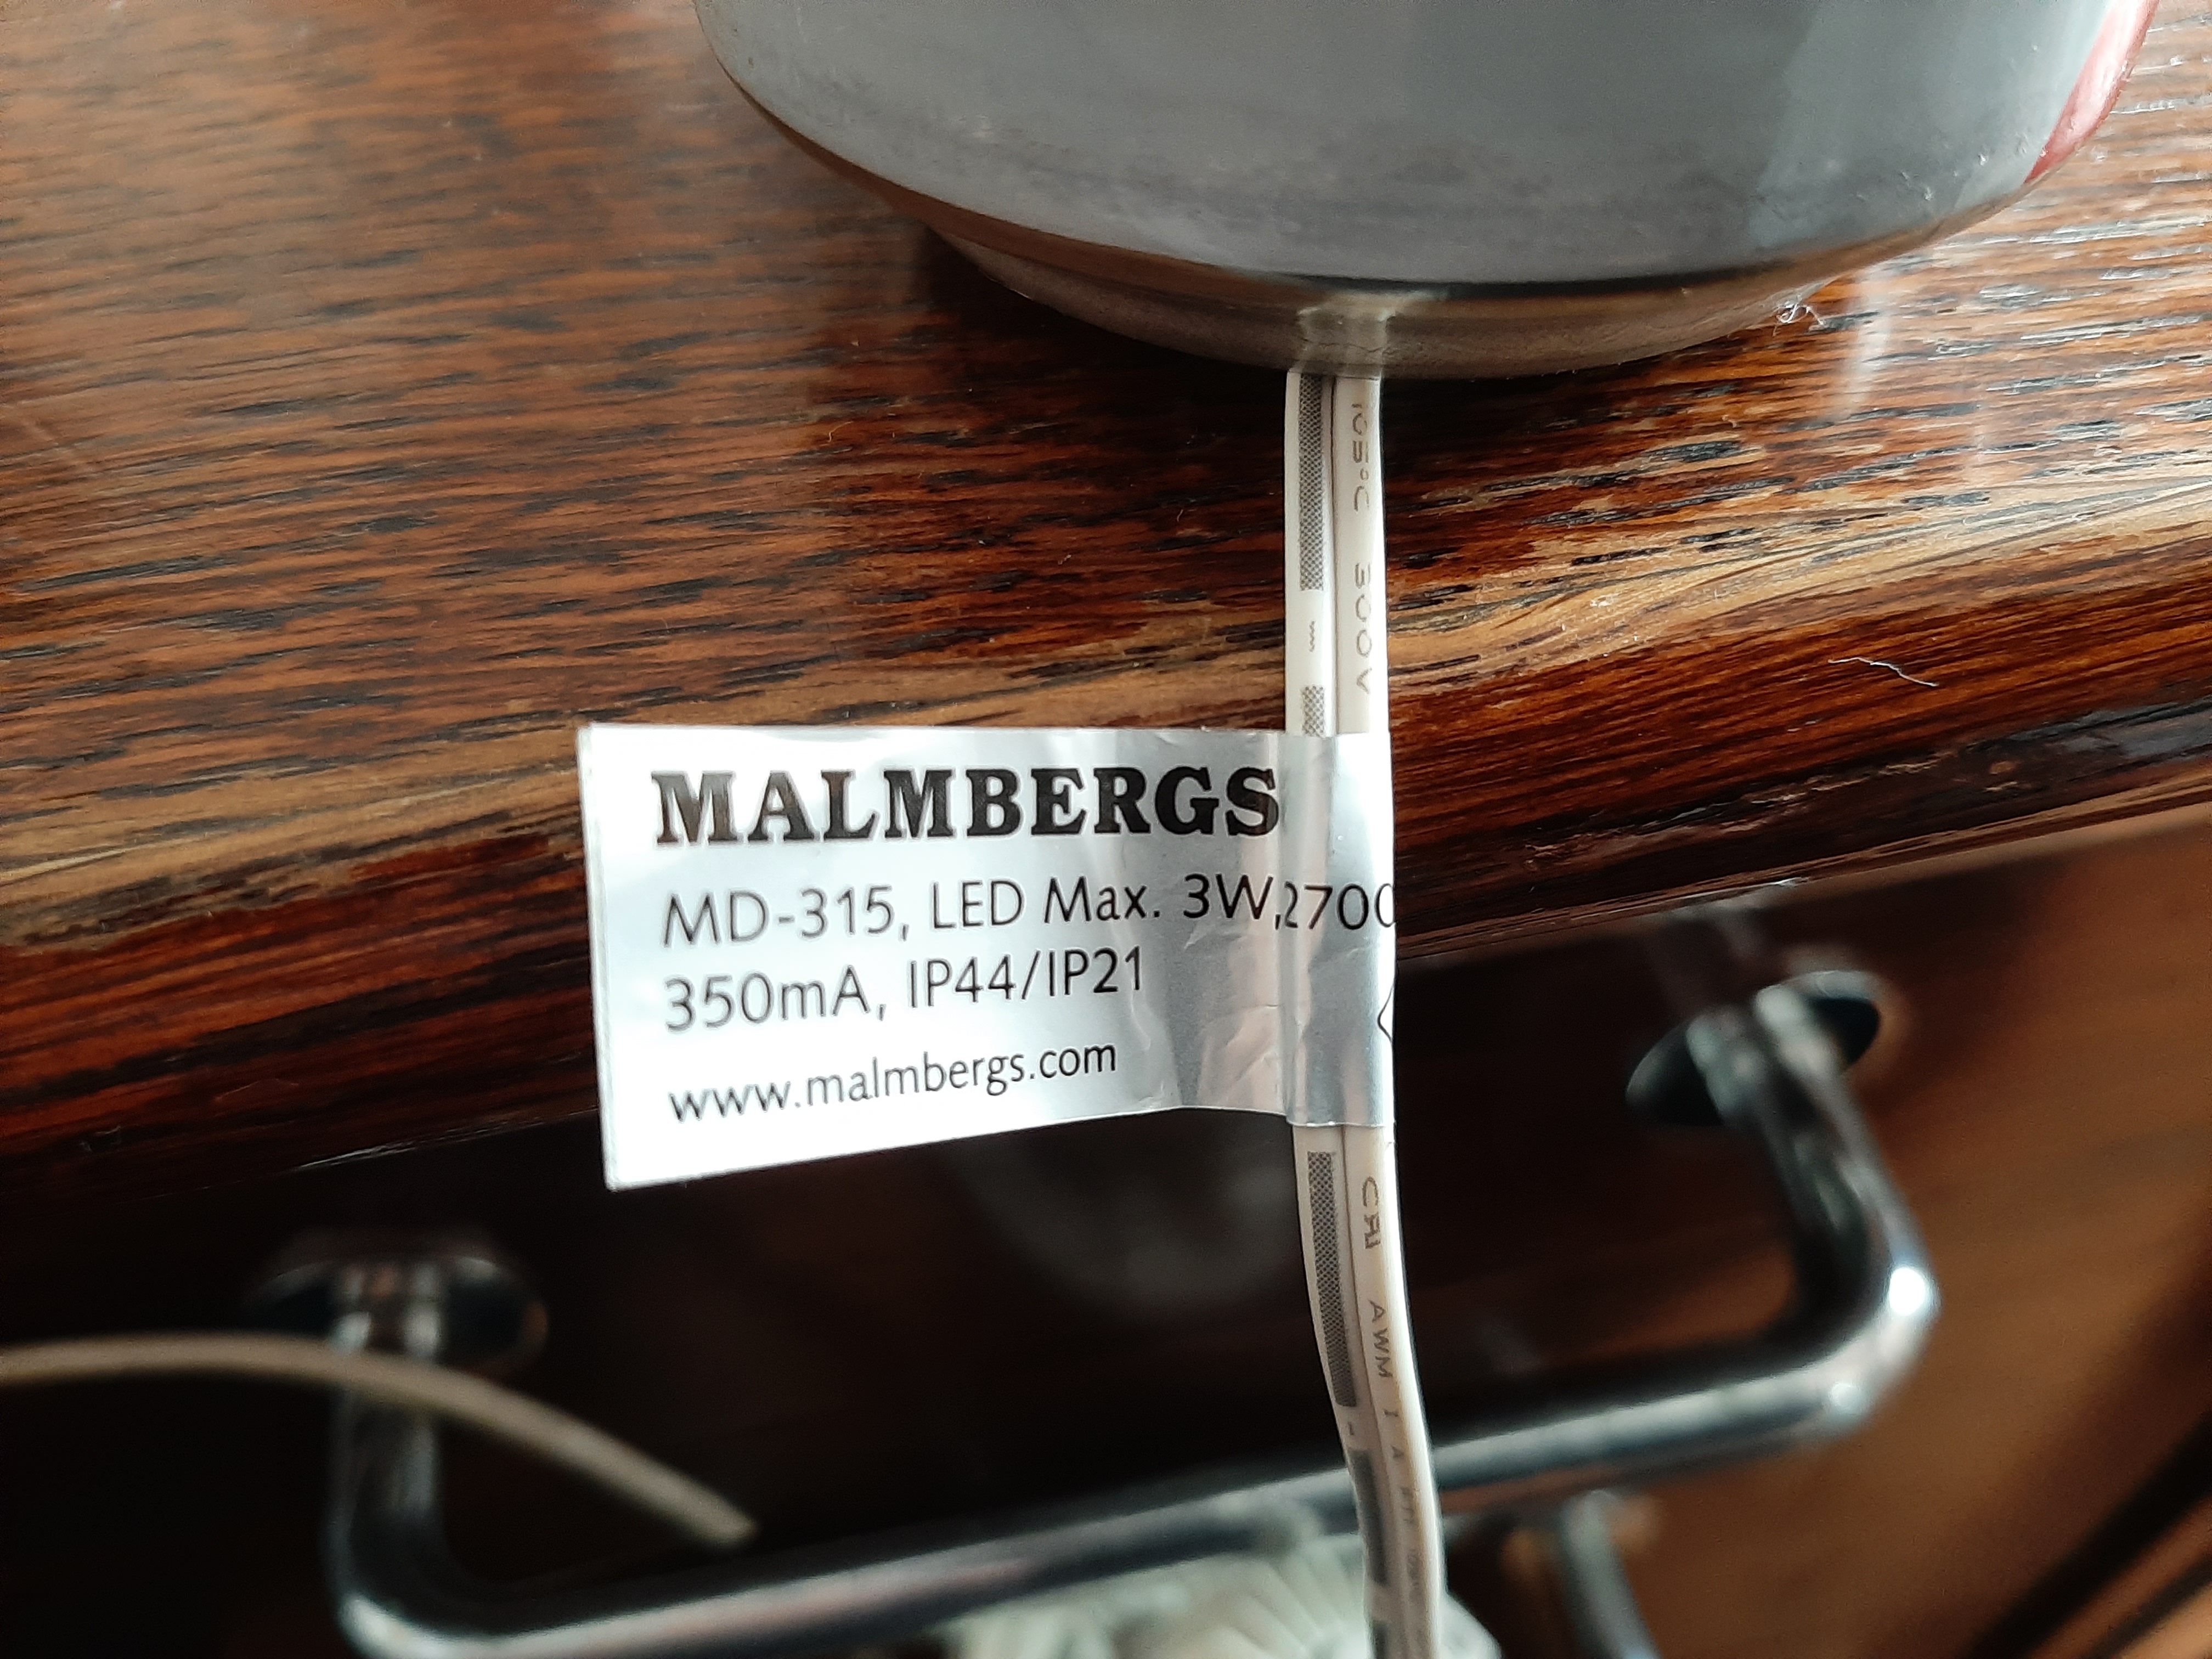 MALMBERGS
MD-315, LED Max. 3W, 2700
350mA, IP44/IP21
www.malmbergs.com
105°C 300V
AWM I A